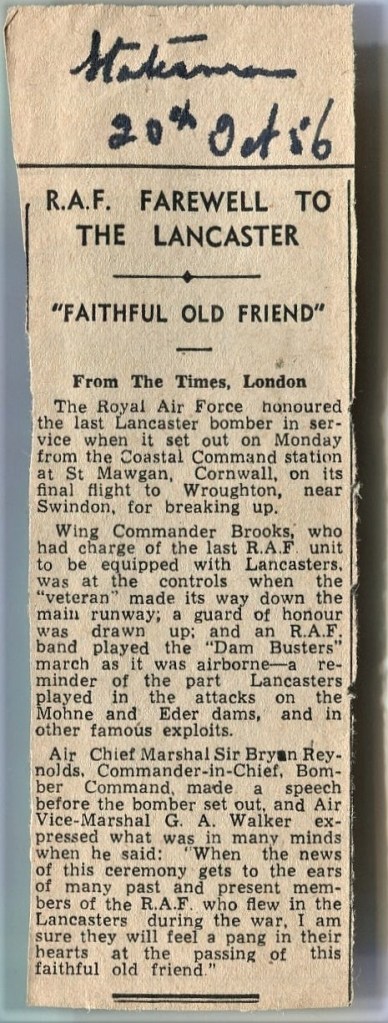 Statesman
20th Oct 56
R.A.F. FAREWELL TO
THE LANCASTER
"FAITHFUL OLD FRIEND"
From The Times, London
The Royal Air Force honoured
the last Lancaster bomber in ser-
vice when it set out on Monday
from the Coastal Command station
at St Mawgan, Cornwall, on its
final flight to Wroughton, near
Swindon, for breaking up.
Wing Commander Brooks, who
had charge of the last R.A.F. unit
to be equipped with Lancasters,
was at the controls when the
"veteran" made its way down the
main runway; a guard of honour
was drawn up; and an R.A.F.
band played the "Dam Busters"
march as it was airborne—a re-
minder of the part Lancasters
played in the attacks on the
Mohne and Eder dams, and in
other famous exploits.
Air Chief Marshal Sir Bryan Rey-
nolds, Commander-in-Chief, Bom-
ber Command, made a speech
before the bomber set out, and Air
Vice-Marshal G. A. Walker ex-
pressed what was in many minds
when he said: "When the news
of this ceremony gets to the ears
of many past and present mem-
bers of the R.A.F. who flew in the
Lancasters during the war, I am
sure they will feel a pang in their
hearts at the passing of this
faithful old friend."